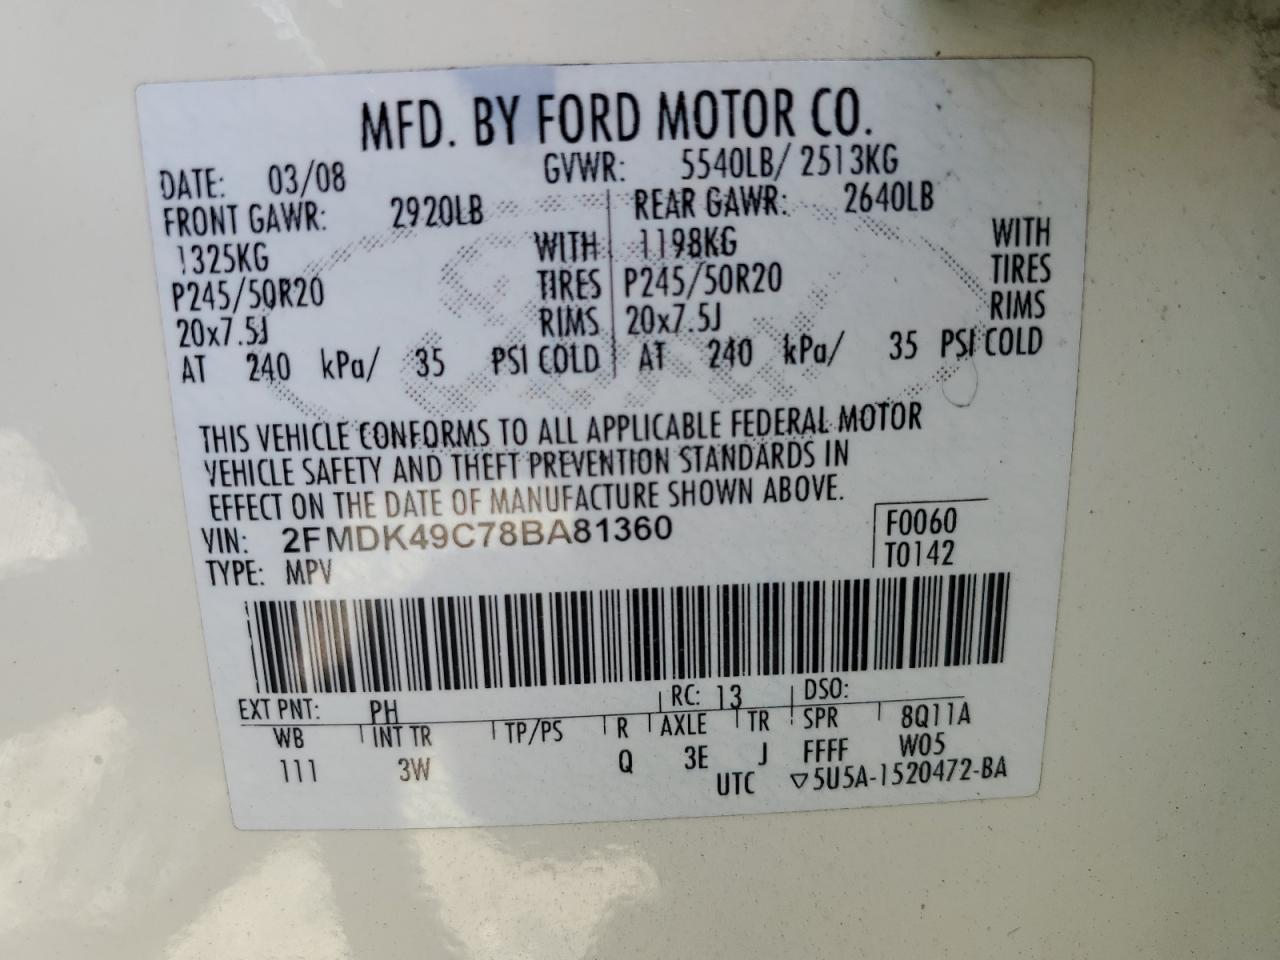 MFD. BY FORD MOTOR CO.
DATE: 03/08 GVWR: 5540LB/ 2513KG
FRONT GAWR: 2920LB REAR GAWR: 2640LB
1325KG WITH 1198KG WITH
P245/50R20 TIRES P245/50R20 TIRES
20x7.5J RIMS 20x7.5J RIMS
AT 240 kPa/ 35 PSI COLD AT 240 kPa/ 35 PSI COLD
THIS VEHICLE CONFORMS TO ALL APPLICABLE FEDERAL MOTOR
VEHICLE SAFETY AND THEFT PREVENTION STANDARDS IN
EFFECT ON THE DATE OF MANUFACTURE SHOWN ABOVE.
VIN: 2FMDK49C78BA81360 F0060
TYPE: MPV T0142
EXT PNT: PH RC: 13 DSO:
WB INT TR TP/PS R AXLE TR SPR 8Q11A
111 3W Q 3E J FFFF W05
UTC ▽5U5A-1520472-BA